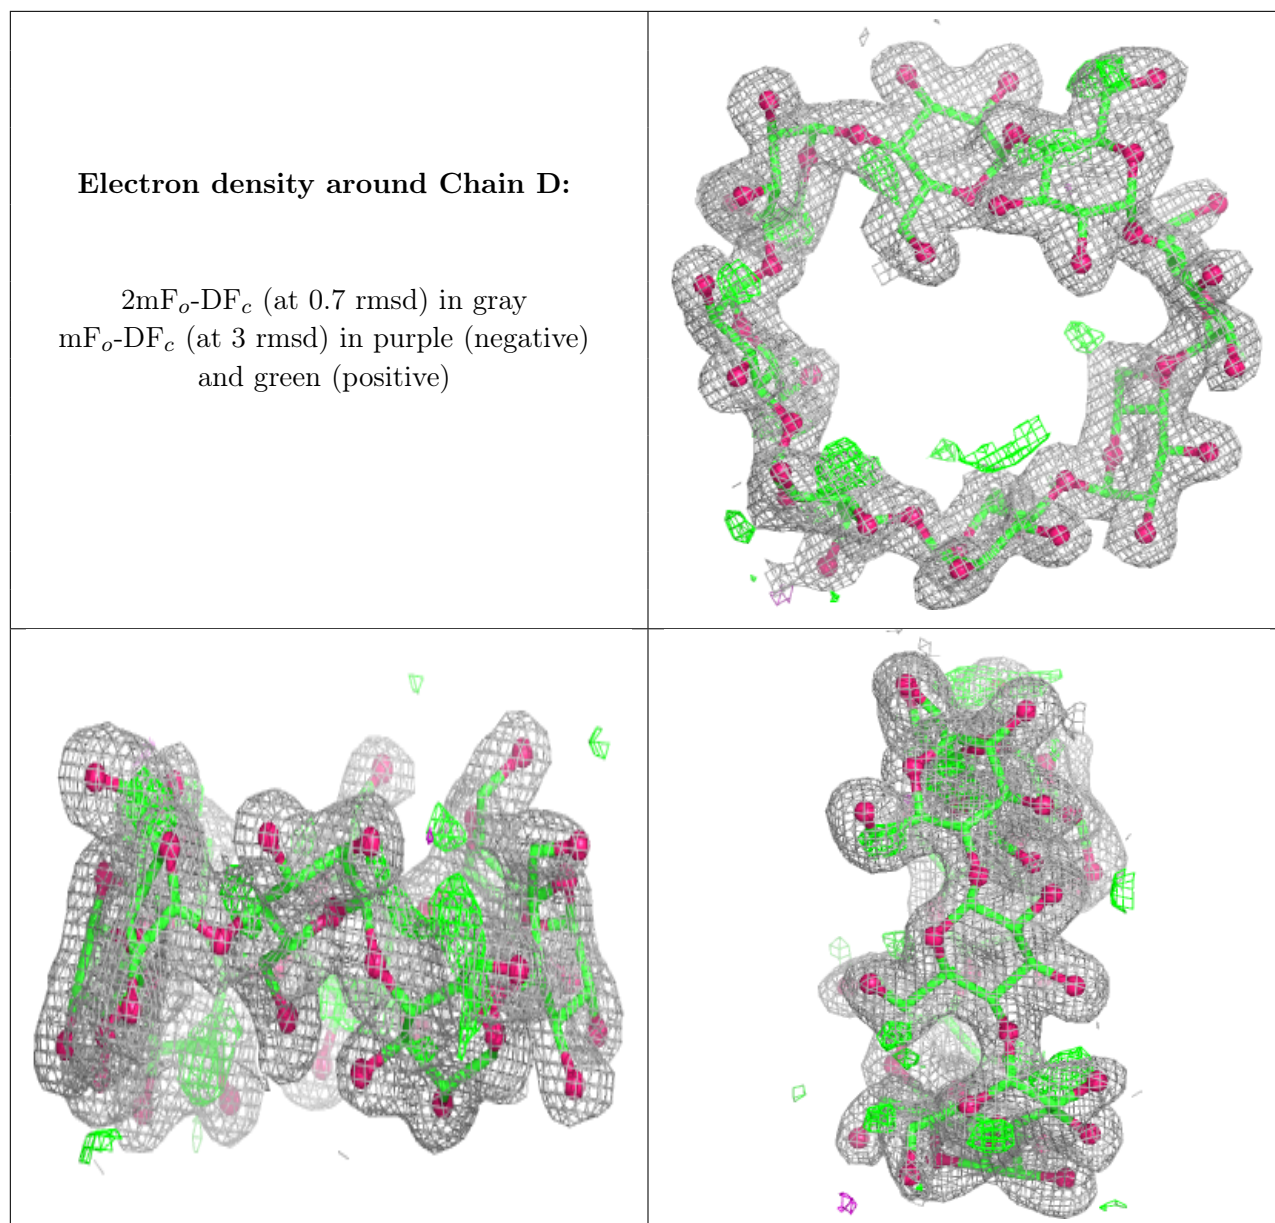 Electron density around Chain D:
2mFₒ-DF𝒸 (at 0.7 rmsd) in gray
mFₒ-DF𝒸 (at 3 rmsd) in purple (negative)
and green (positive)